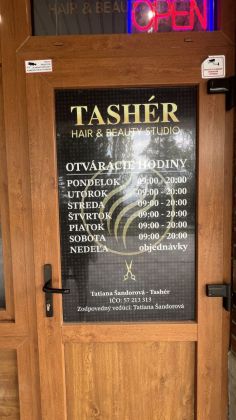 HAIR & BEAUTY STUDIO
OPEN
TASHÉR
HAIR & BEAUTY STUDIO
OTVÁRACIE HODINY
PONDELOK 09:00 - 20:00
UTOROK 09:00 - 20:00
STREDA 09:00 - 20:00
ŠTVRTOK 09:00 - 20:00
PIATOK 09:00 - 20:00
SOBOTA 09:00 - 20:00
NEDEĽA objednávky
Tatiana Šandorová - Tashér
IČO: 57 213 313
Zodpovedný vedúci: Tatiana Šandorová